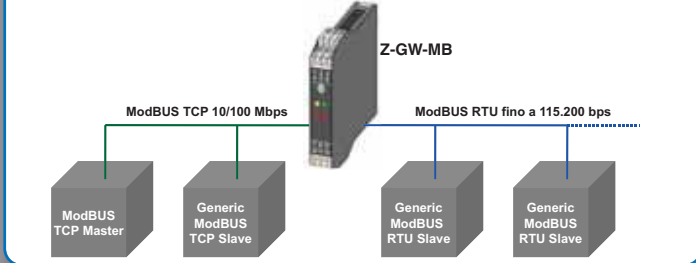 Z-GW-MB
ModBUS TCP 10/100 Mbps
ModBUS RTU fino a 115.200 bps
ModBUS
TCP Master
Generic
ModBUS
TCP Slave
Generic
ModBUS
RTU Slave
Generic
ModBUS
RTU Slave